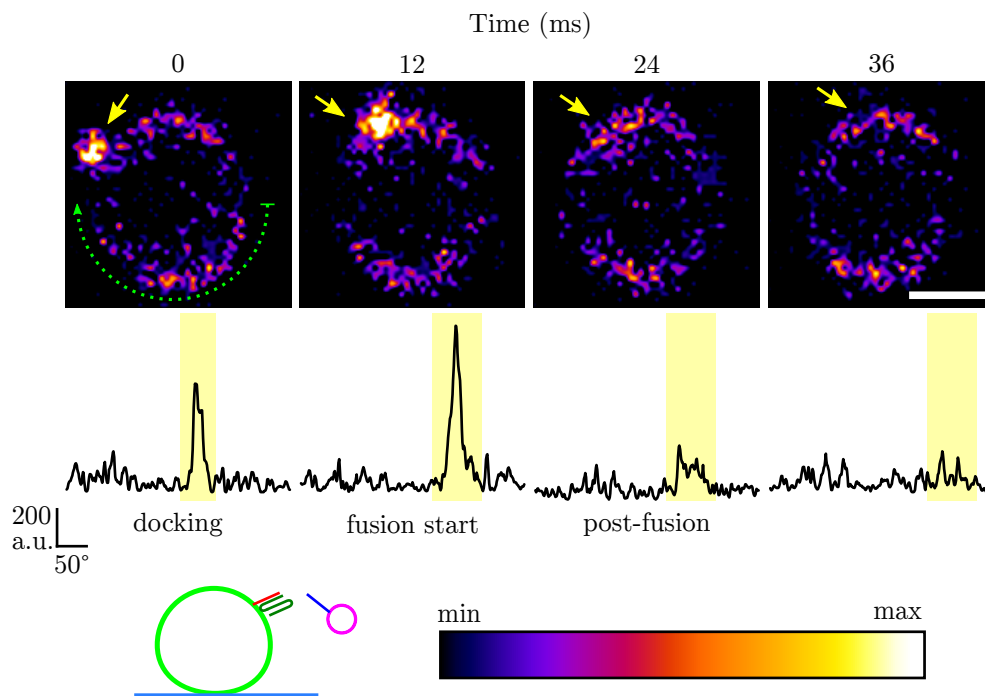 Time (ms)
0 12 24 36
docking fusion start post-fusion
200
a.u.
50°
min max